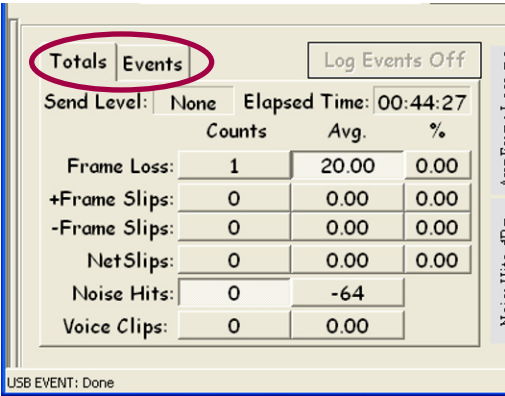 Totals Events Log Events Off
Send Level: None Elapsed Time: 00:44:27
Counts Avg. %
Frame Loss: 1 20.00 0.00
+Frame Slips: 0 0.00 0.00
-Frame Slips: 0 0.00 0.00
NetSlips: 0 0.00 0.00
Noise Hits: 0 -64
Voice Clips: 0 0.00
USB EVENT: Done